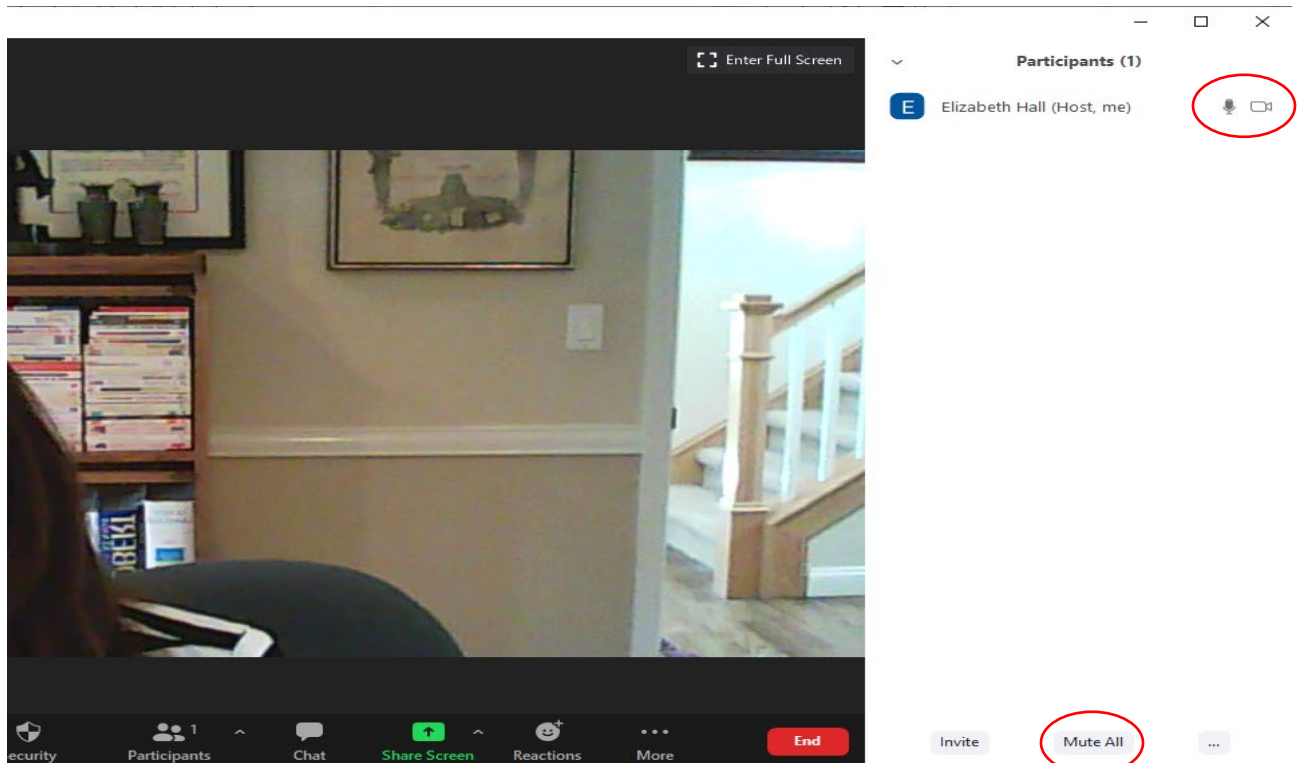 Enter Full Screen
Participants (1)
E
Elizabeth Hall (Host, me)
OBERT
ecurity
Participants
1
Chat
Share Screen
Reactions
More
End
Invite
Mute All
...